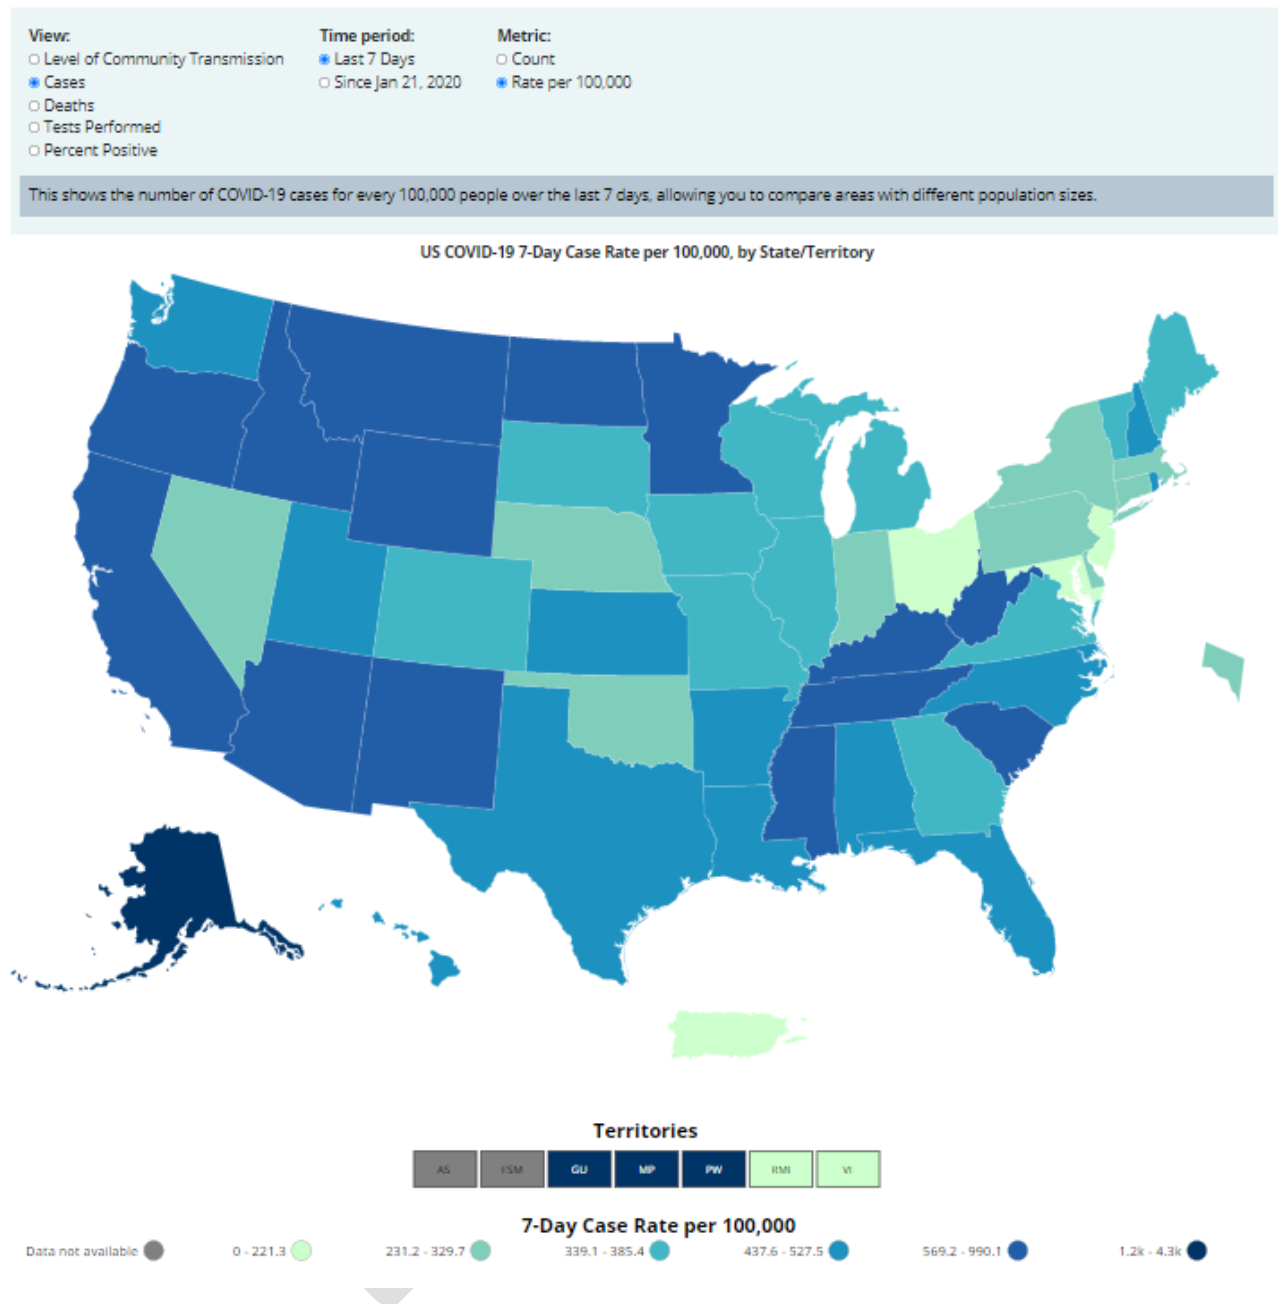 View:
Level of Community Transmission
Cases
Deaths
Tests Performed
Percent Positive
Time period:
Last 7 Days
Since Jan 21, 2020
Metric:
Count
Rate per 100,000
This shows the number of COVID-19 cases for every 100,000 people over the last 7 days, allowing you to compare areas with different population sizes.
US COVID-19 7-Day Case Rate per 100,000, by State/Territory
Territories
AS FSM GU MP PW RMI VI
7-Day Case Rate per 100,000
Data not available 0 - 221.3 231.2 - 329.7 339.1 - 385.4 437.6 - 527.5 569.2 - 990.1 1.2k - 4.3k